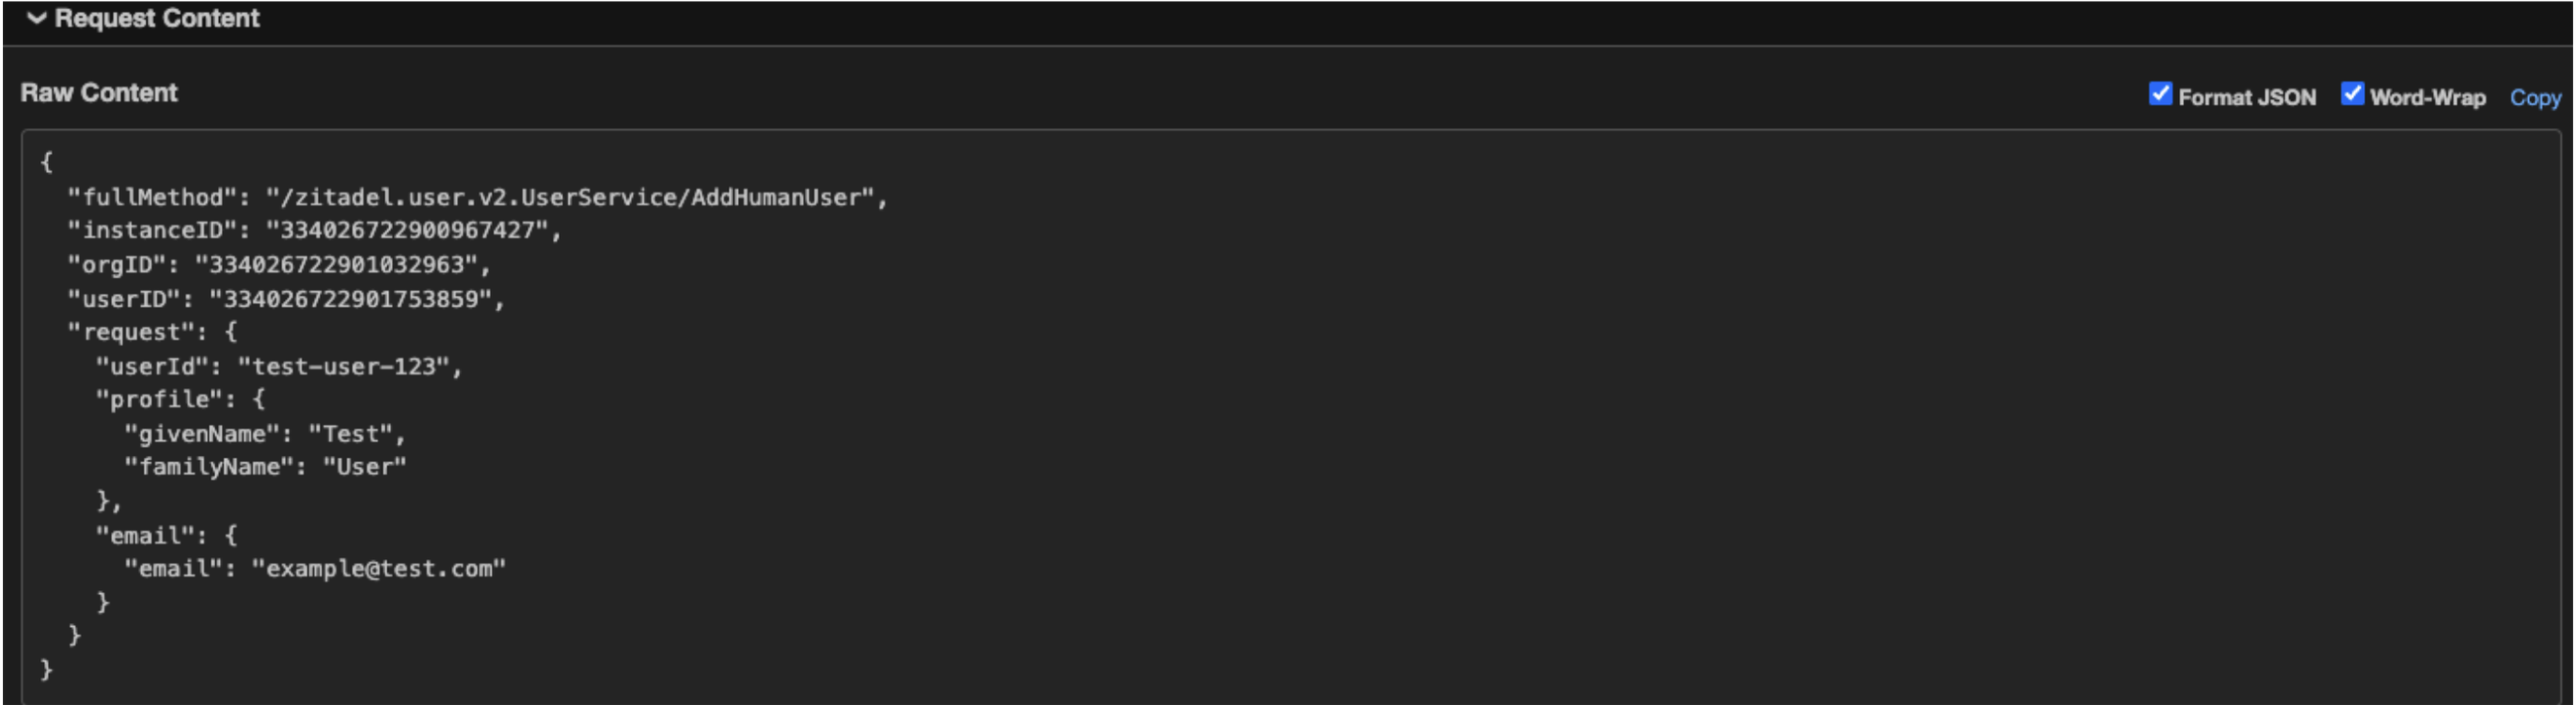 Request Content
Raw Content
Format JSON Word-Wrap Copy
{
"fullMethod": "/zitadel.user.v2.UserService/AddHumanUser",
"instanceID": "334026722900967427",
"orgID": "334026722901032963",
"userID": "334026722901753859",
"request": {
"userId": "test-user-123",
"profile": {
"givenName": "Test",
"familyName": "User"
},
"email": {
"email": "example@test.com"
}
}
}